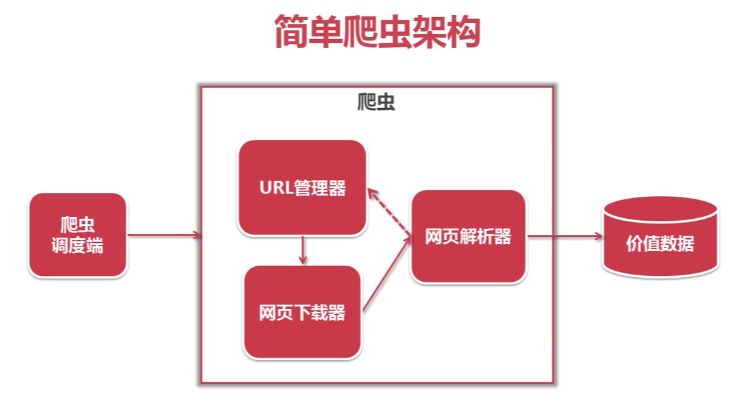 简单爬虫架构
爬虫
URL管理器
爬虫
调度端
网页解析器
价值数据
网页下载器